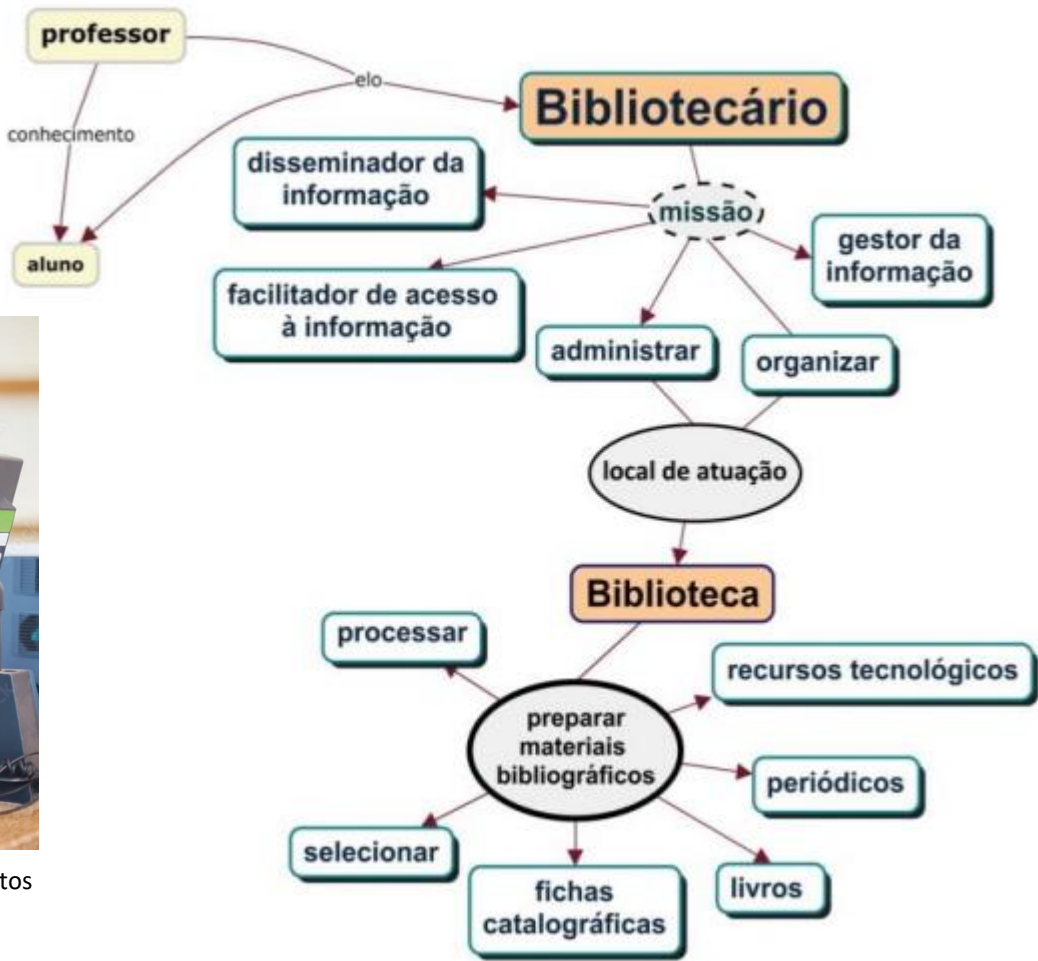 professor
elo
Bibliotecário
conhecimento
disseminador da
informação
missão
gestor da
informação
aluno
facilitador de acesso
à informação
administrar
organizar
local de atuação
Biblioteca
processar
recursos tecnológicos
preparar
materiais
bibliográficos
periódicos
selecionar
livros
fichas
catalográficas
tos